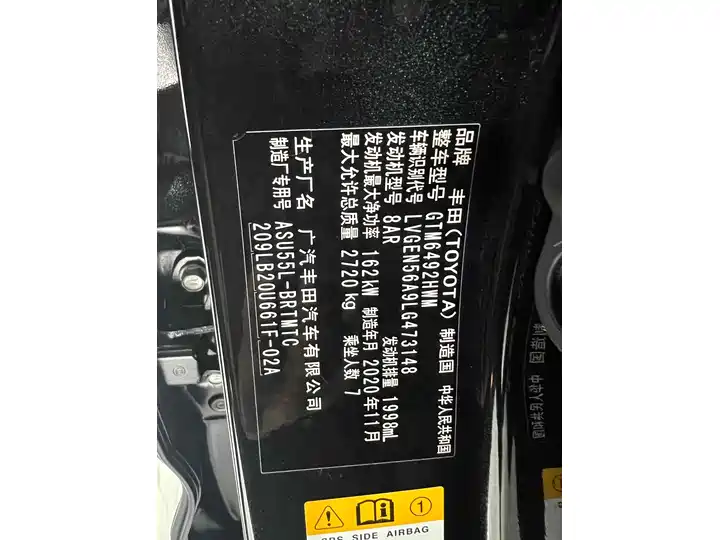 品牌 丰田(TOYOTA) 制造国 中华人民共和国
整车型号 GTM6492HWM
车辆识别代号 LVGEN56A9LG473148
发动机型号 8AR 发动机排量 1998mL
发动机最大净功率 162kW 制造年月 2020年11月
最大允许总质量 2720kg 乘坐人数 7
生产厂名 广汽丰田汽车有限公司
制造厂专用号 ASU55L-BRTMTC
209LB20U661F-02A
1
SRS SIDE AIRBAG